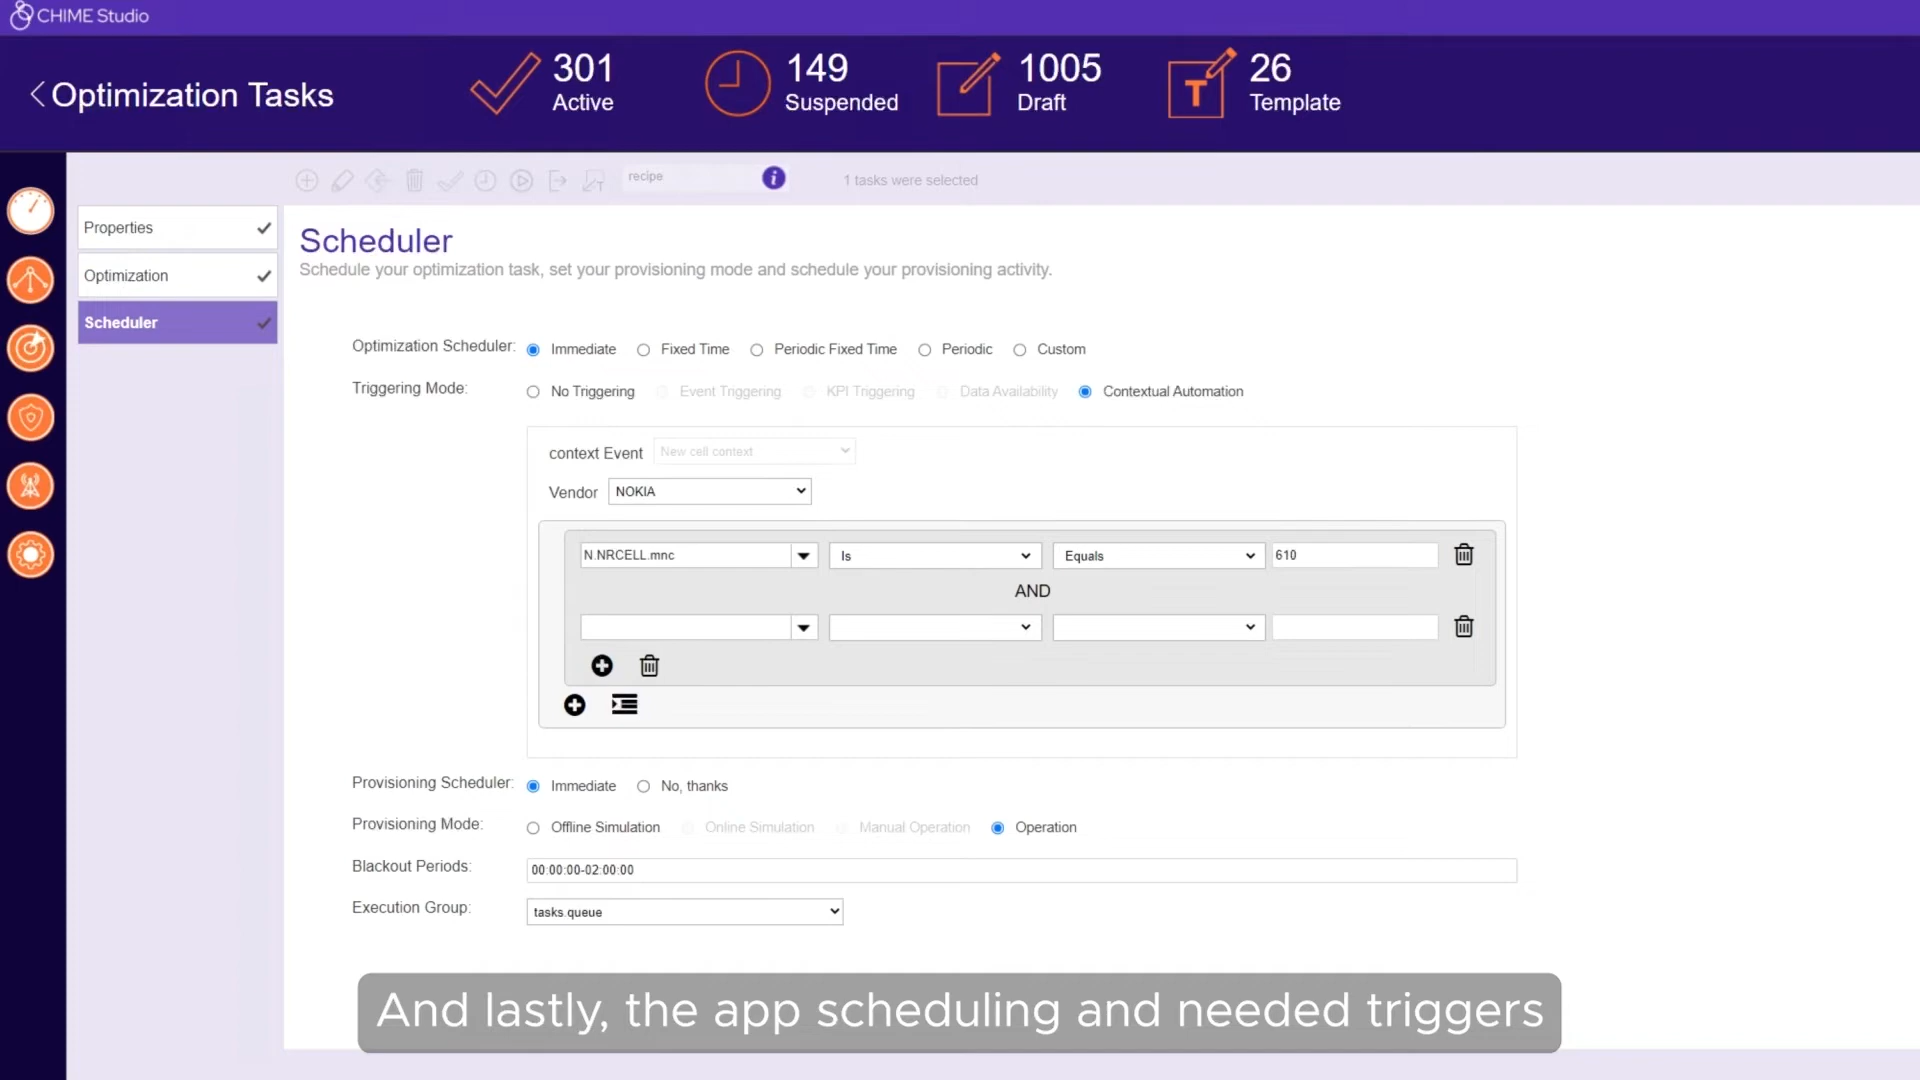 CHIME Studio
Optimization Tasks
301
Active
149
Suspended
1005
Draft
T
26
Template
recipe
i
1 tasks were selected
Properties
Optimization
Scheduler
Scheduler
Schedule your optimization task, set your provisioning mode and schedule your provisioning activity.
Optimization Scheduler: Immediate Fixed Time Periodic Fixed Time Periodic Custom
Triggering Mode: No Triggering Event Triggering KPI Triggering Data Availability Contextual Automation
context Event New cell context
Vendor NOKIA
N.NRCELL.mnc Is Equals 610
AND
Provisioning Scheduler: Immediate No, thanks
Provisioning Mode: Offline Simulation Online Simulation Manual Operation Operation
Blackout Periods: 00:00:00-02:00:00
Execution Group: tasks.queue
And lastly, the app scheduling and needed triggers